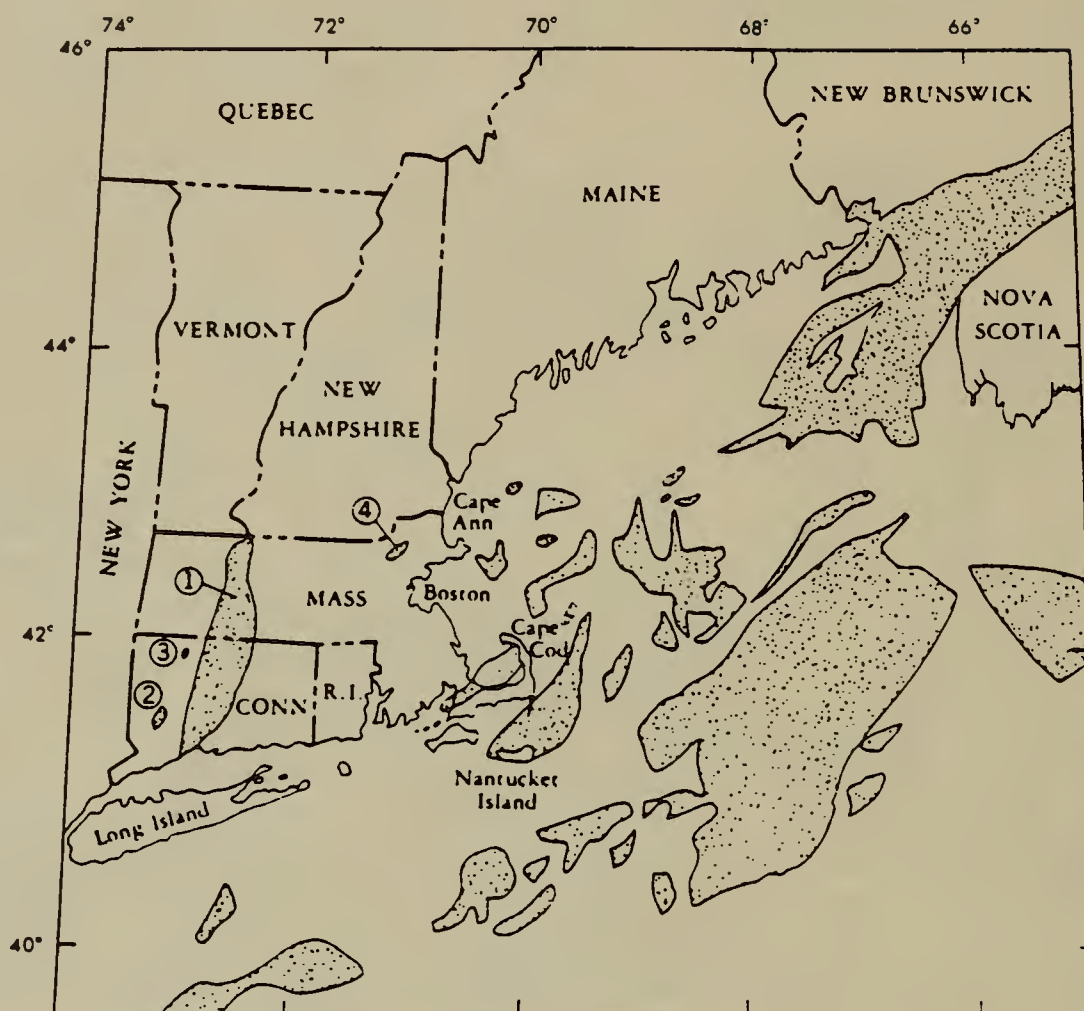 74° 72° 70° 68° 66°
46°
QUEBEC
NEW BRUNSWICK
MAINE
VERMONT
NOVA
SCOTIA
44°
NEW
HAMPSHIRE
NEW YORK
④
Cape
Ann
①
MASS
Boston
42°
③
Cape
Cod
②
CONN
R.I.
Nantucket
Island
Long Island
40°